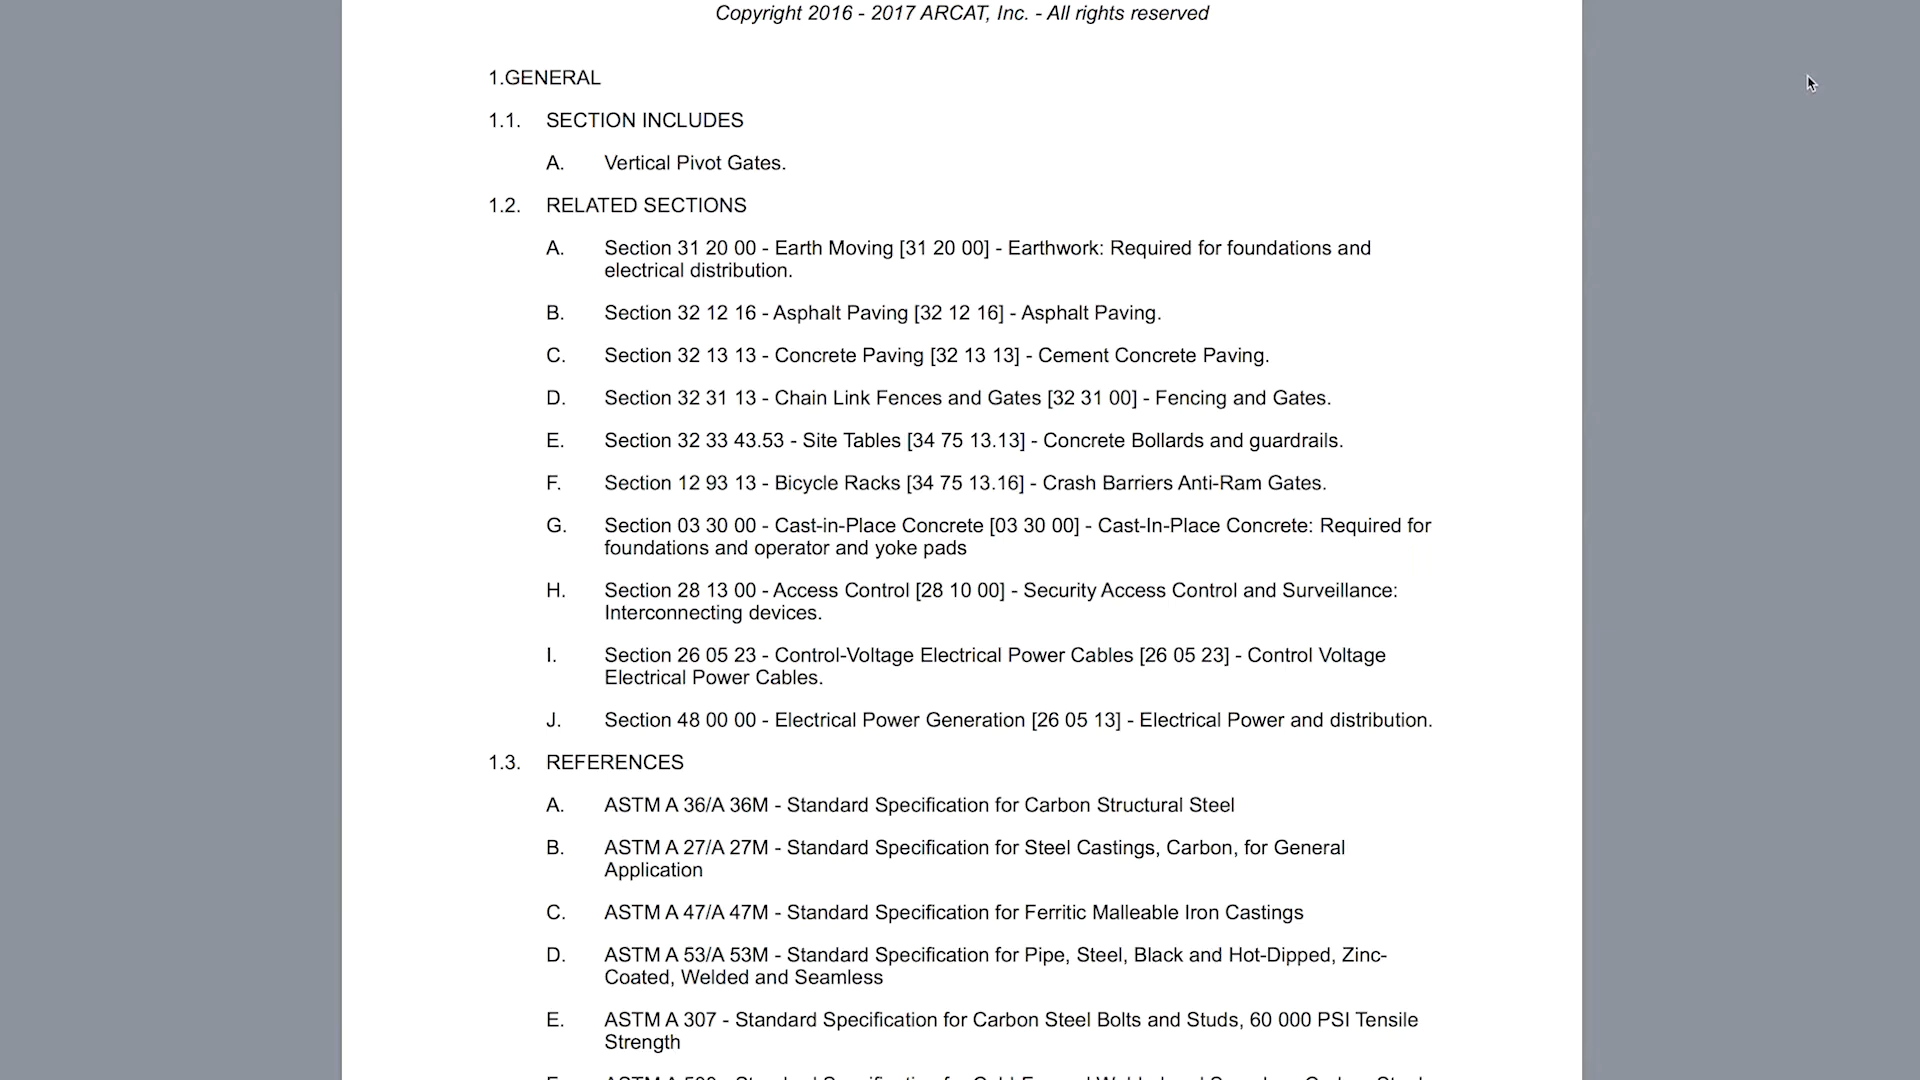 Copyright 2016 - 2017 ARCAT, Inc. - All rights reserved
1.GENERAL
1.1. SECTION INCLUDES
A. Vertical Pivot Gates.
1.2. RELATED SECTIONS
A. Section 31 20 00 - Earth Moving [31 20 00] - Earthwork: Required for foundations and
electrical distribution.
B. Section 32 12 16 - Asphalt Paving [32 12 16] - Asphalt Paving.
C. Section 32 13 13 - Concrete Paving [32 13 13] - Cement Concrete Paving.
D. Section 32 31 13 - Chain Link Fences and Gates [32 31 00] - Fencing and Gates.
E. Section 32 33 43.53 - Site Tables [34 75 13.13] - Concrete Bollards and guardrails.
F. Section 12 93 13 - Bicycle Racks [34 75 13.16] - Crash Barriers Anti-Ram Gates.
G. Section 03 30 00 - Cast-in-Place Concrete [03 30 00] - Cast-In-Place Concrete: Required for
foundations and operator and yoke pads
H. Section 28 13 00 - Access Control [28 10 00] - Security Access Control and Surveillance:
Interconnecting devices.
I. Section 26 05 23 - Control-Voltage Electrical Power Cables [26 05 23] - Control Voltage
Electrical Power Cables.
J. Section 48 00 00 - Electrical Power Generation [26 05 13] - Electrical Power and distribution.
1.3. REFERENCES
A. ASTM A 36/A 36M - Standard Specification for Carbon Structural Steel
B. ASTM A 27/A 27M - Standard Specification for Steel Castings, Carbon, for General
Application
C. ASTM A 47/A 47M - Standard Specification for Ferritic Malleable Iron Castings
D. ASTM A 53/A 53M - Standard Specification for Pipe, Steel, Black and Hot-Dipped, Zinc-
Coated, Welded and Seamless
E. ASTM A 307 - Standard Specification for Carbon Steel Bolts and Studs, 60 000 PSI Tensile
Strength